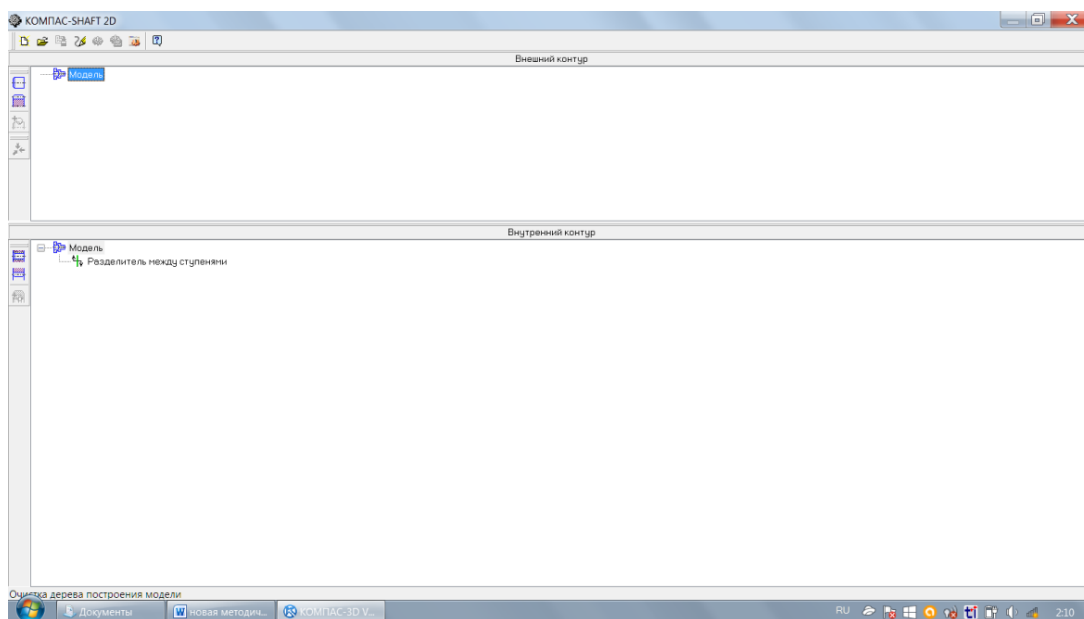 КОМПАС-SHAFT 2D
Внешний контур
Модель
Внутренний контур
Модель
Разделитель между ступенями
Очистка дерева построения модели
Документы
новая методич...
КОМПАС-3D V...
RU
2:10